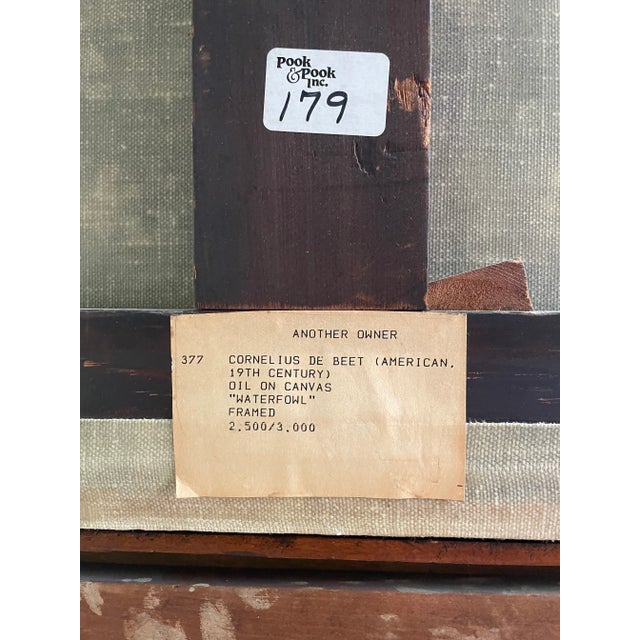 Pook
& Pook
Inc.
179
ANOTHER OWNER
377 CORNELIUS DE BEET (AMERICAN,
19TH CENTURY)
OIL ON CANVAS
"WATERFOWL"
FRAMED
2,500/3,000